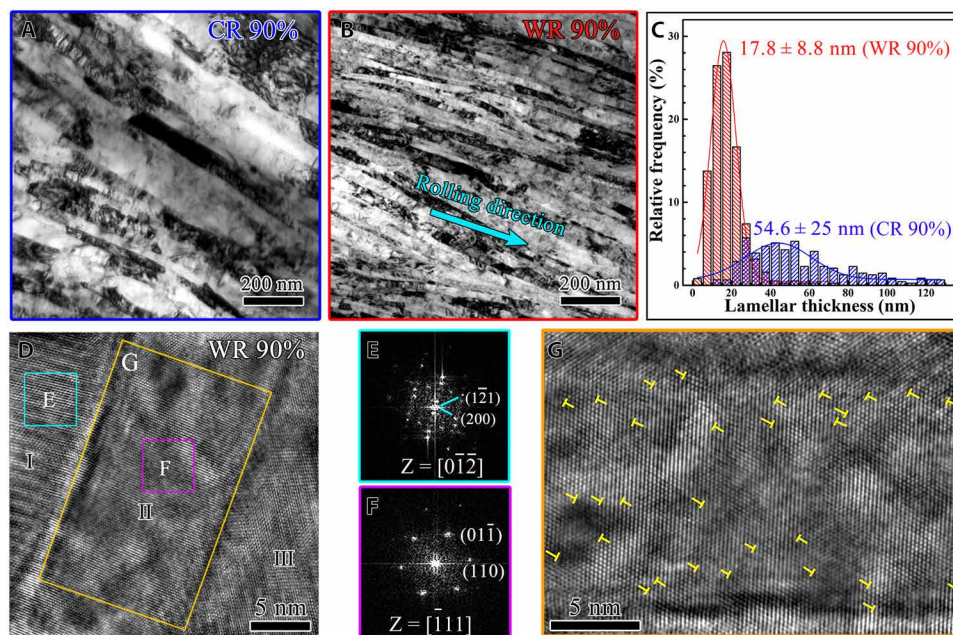 A
CR 90%
B
WR 90%
Rolling direction
200 nm
200 nm
C
30
20
10
0
Relative frequency (%)
17.8 ± 8.8 nm (WR 90%)
54.6 ± 25 nm (CR 90%)
0 20 40 60 80 100 120
Lamellar thickness (nm)
D
WR 90%
G
E
F
I
II
III
5 nm
E
(12̄1)
(200)
Z = [01̄2̄]
F
(011̄)
(110)
Z = [1̄11]
G
5 nm